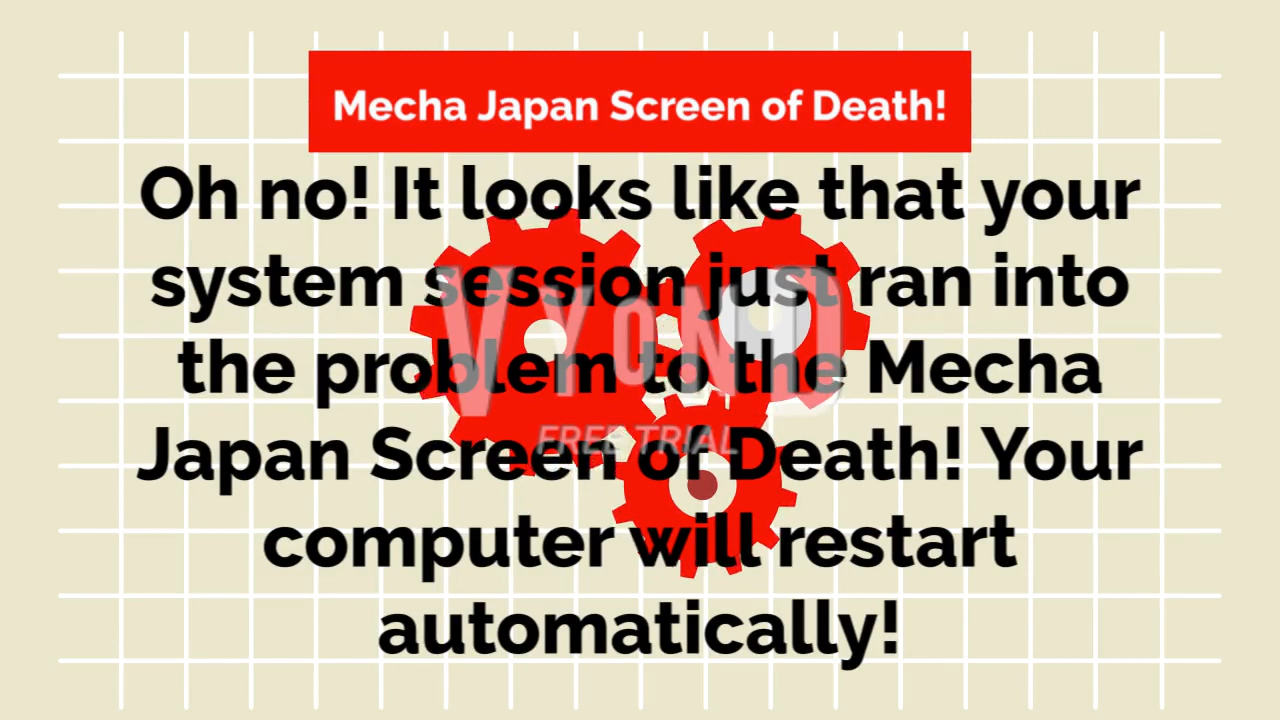 Mecha Japan Screen of Death!
Oh no! It looks like that your
system session just ran into
the problem to the Mecha
Japan Screen of Death! Your
computer will restart
automatically!
VYOND
FREE TRIAL